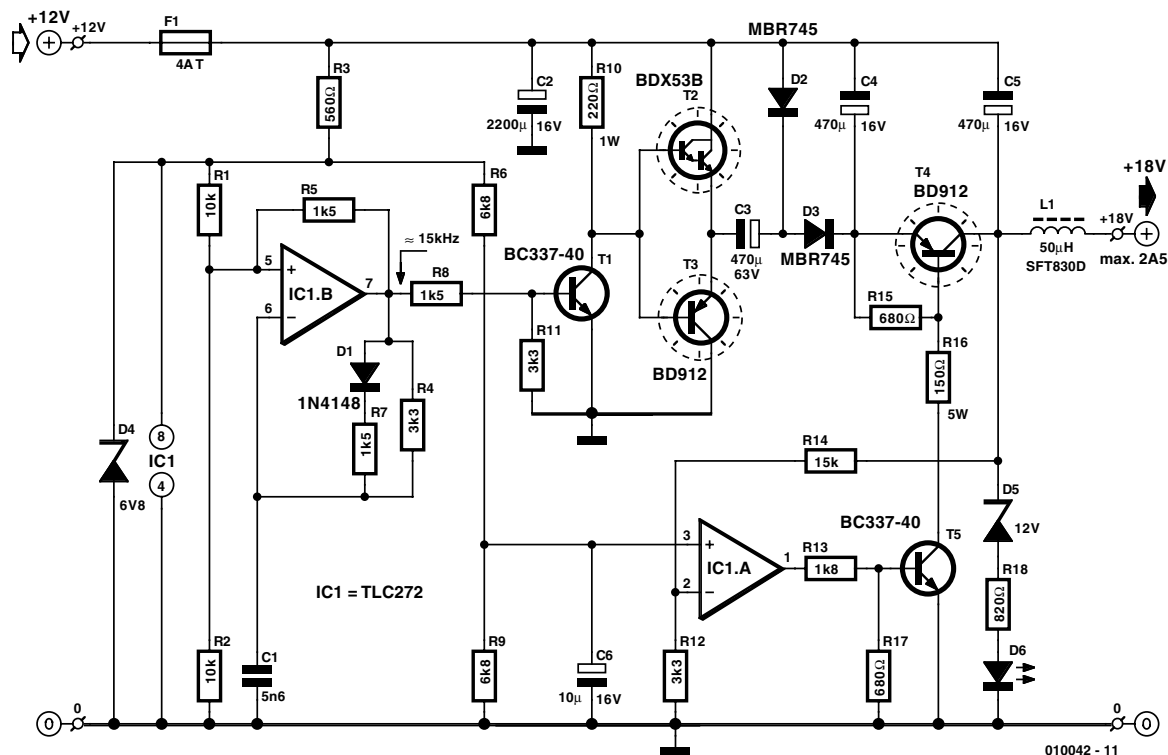 +12V
+12V
F1
4A T
R3
560Ω
C2
2200µ
16V
R10
220Ω
1W
BDX53B
T2
MBR745
D2
C4
470µ
16V
C5
470µ
16V
+18V
+18V
max. 2A5
L1
50µH
SFT830D
T4
BD912
R1
10k
R5
1k5
R6
6k8
≈ 15kHz
BC337-40
T1
C3
470µ
63V
D3
MBR745
5
+
IC1.B
7
6
−
R8
1k5
T3
BD912
R15
680Ω
R11
3k3
R16
150Ω
5W
D1
1N4148
R7
1k5
R4
3k3
D4
6V8
8
IC1
4
R14
15k
D5
12V
BC337-40
T5
3
+
IC1.A
1
2
−
R13
1k8
R18
820Ω
IC1 = TLC272
R2
10k
C1
5n6
R9
6k8
C6
10µ
16V
R12
3k3
R17
680Ω
D6
0
0
0
0
010042 - 11